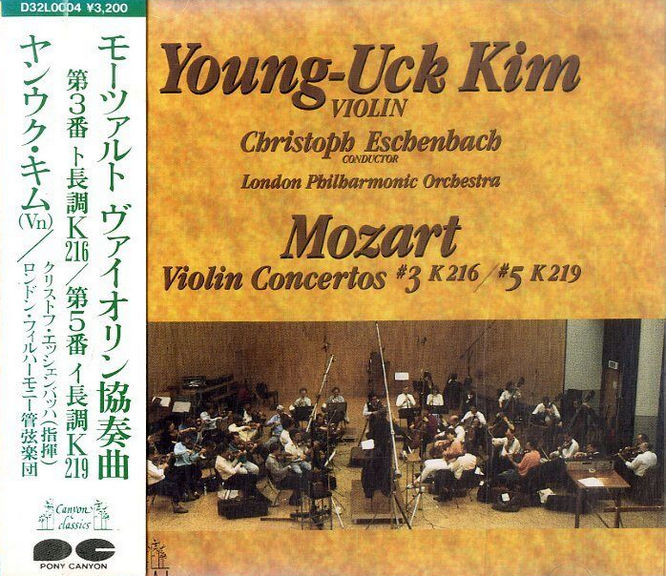 D32L0004 ¥3,200
モーツァルト ヴァイオリン協奏曲
第3番 ト長調K216／第5番 イ長調K219
ヤンウク・キム(Vn)／
クリストフ・エッシェンバッハ(指揮)
ロンドン・フィルハーモニー管弦楽団
Canyon
classics
PONY CANYON
Young-Uck Kim
VIOLIN
Christoph Eschenbach
CONDUCTOR
London Philharmonic Orchestra
Mozart
Violin Concertos #3 K 216/#5 K 219